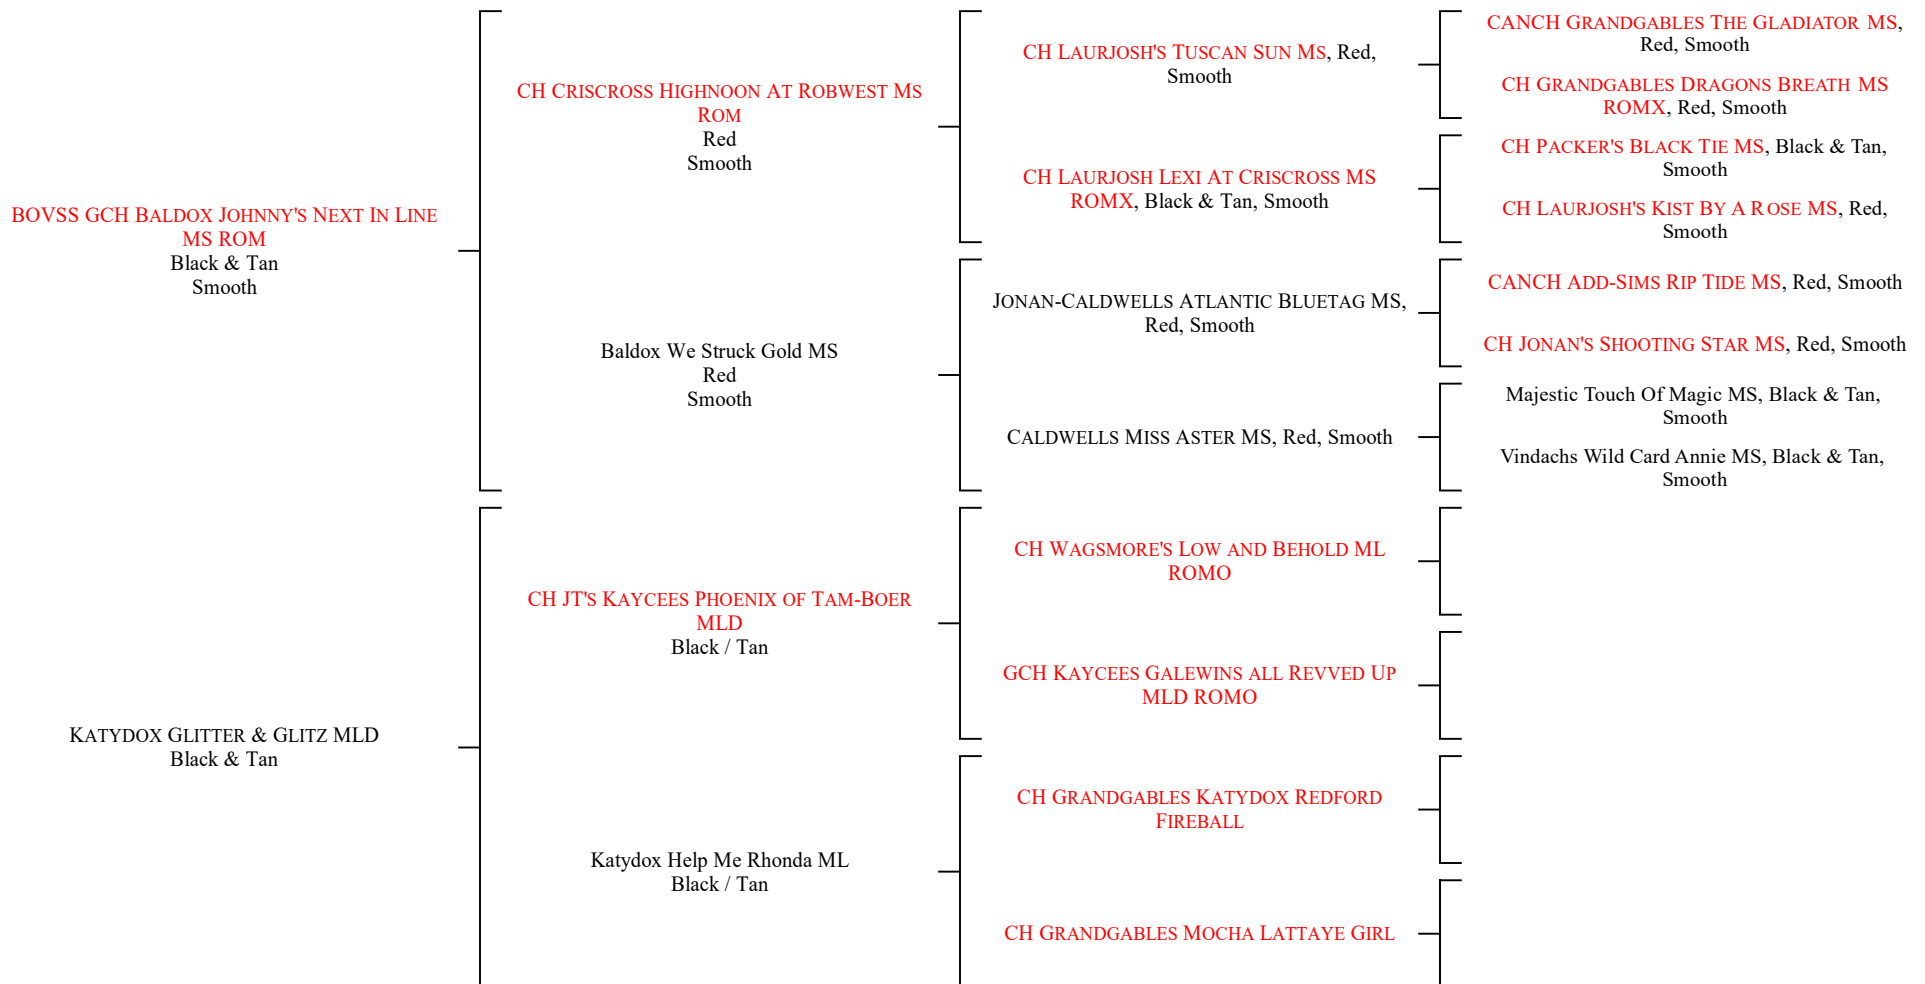 BOVSS GCH BALDOX JOHNNY'S NEXT IN LINE
MS ROM
Black & Tan
Smooth
KATYDOX GLITTER & GLITZ MLD
Black & Tan
CH CRISCROSS HIGHNOON AT ROBWEST MS
ROM
Red
Smooth
Baldox We Struck Gold MS
Red
Smooth
CH JT'S KAYCEES PHOENIX OF TAM-BOER
MLD
Black / Tan
Katydox Help Me Rhonda ML
Black / Tan
CH LAURJOSH'S TUSCAN SUN MS, Red,
Smooth
CH LAURJOSH LEXI AT CRISCROSS MS
ROMX, Black & Tan, Smooth
JONAN-CALDWELLS ATLANTIC BLUETAG MS,
Red, Smooth
CALDWELLS MISS ASTER MS, Red, Smooth
CH WAGSMORE'S LOW AND BEHOLD ML
ROMO
GCH KAYCEES GALEWINS ALL REVVED UP
MLD ROMO
CH GRANDGABLES KATYDOX REDFORD
FIREBALL
CH GRANDGABLES MOCHA LATTAYE GIRL
CANCH GRANDGABLES THE GLADIATOR MS,
Red, Smooth
CH GRANDGABLES DRAGONS BREATH MS
ROMX, Red, Smooth
CH PACKER'S BLACK TIE MS, Black & Tan,
Smooth
CH LAURJOSH'S KIST BY A ROSE MS, Red,
Smooth
CANCH ADD-SIMS RIP TIDE MS, Red, Smooth
CH JONAN'S SHOOTING STAR MS, Red, Smooth
Majestic Touch Of Magic MS, Black & Tan,
Smooth
Vindachs Wild Card Annie MS, Black & Tan,
Smooth